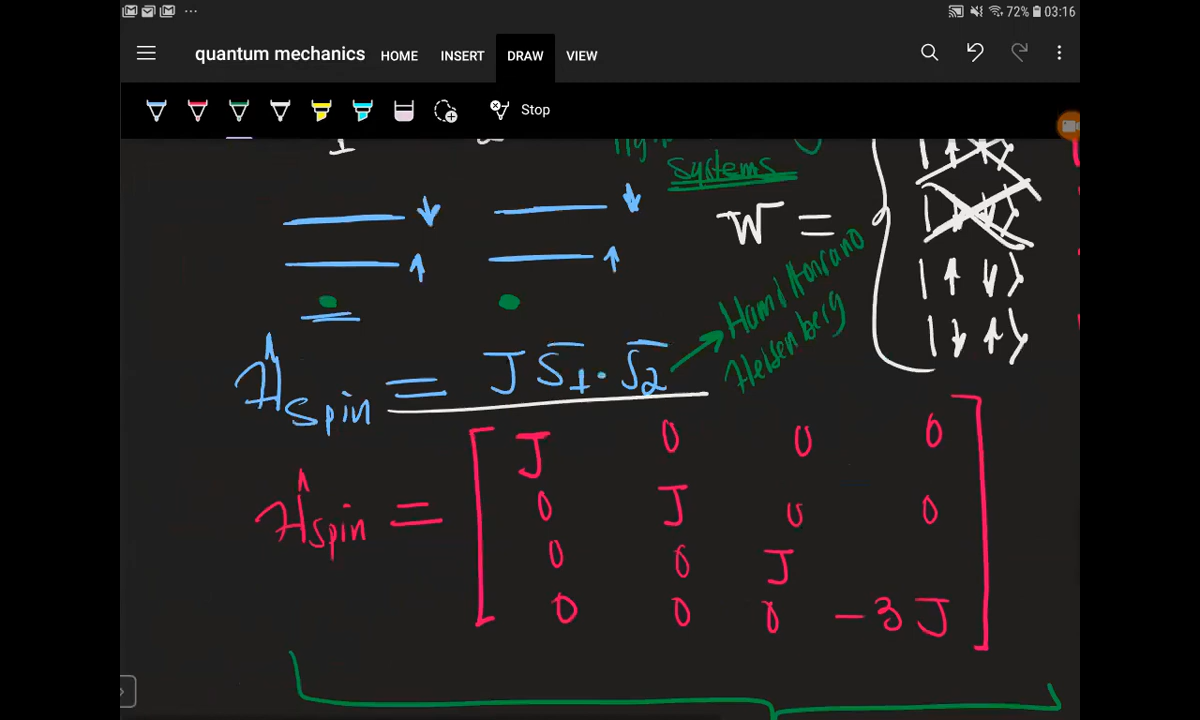 72% 03:16
quantum mechanics HOME INSERT DRAW VIEW
Stop
systems
W =
|↑↓⟩
|↓↑⟩
Hamiltoniano
Heisenberg
Ĥspin = J S̄1 · S̄2
Ĥspin =
J 0 0 0
0 J 0 0
0 0 J
0 0 0 -3J